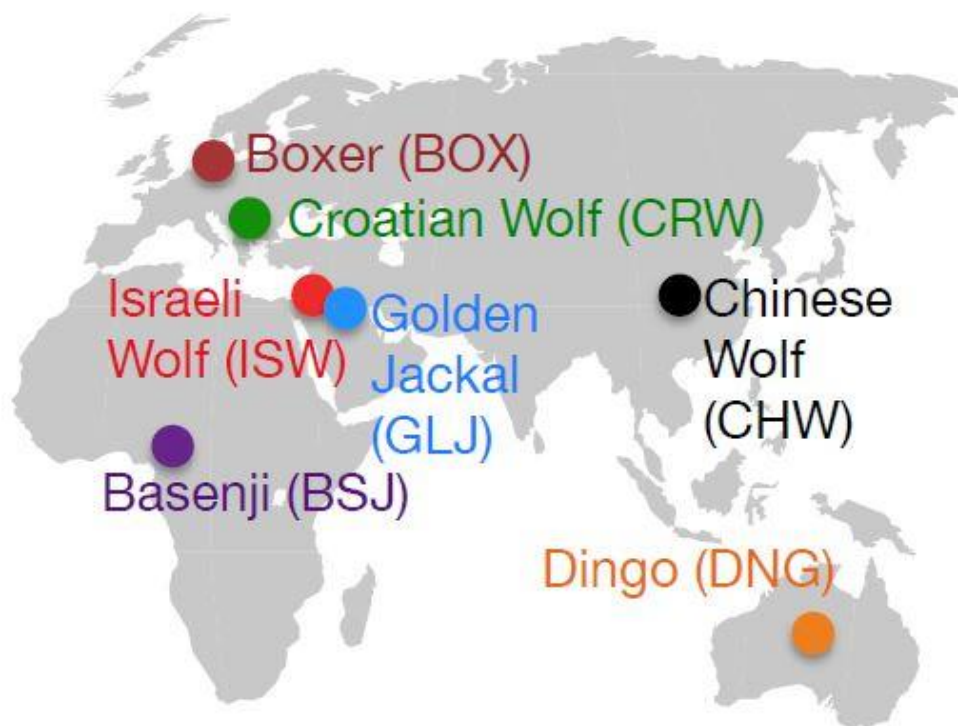 Boxer (BOX)
Croatian Wolf (CRW)
Israeli
Wolf (ISW)
Golden
Jackal
(GLJ)
Chinese
Wolf
(CHW)
Basenji (BSJ)
Dingo (DNG)